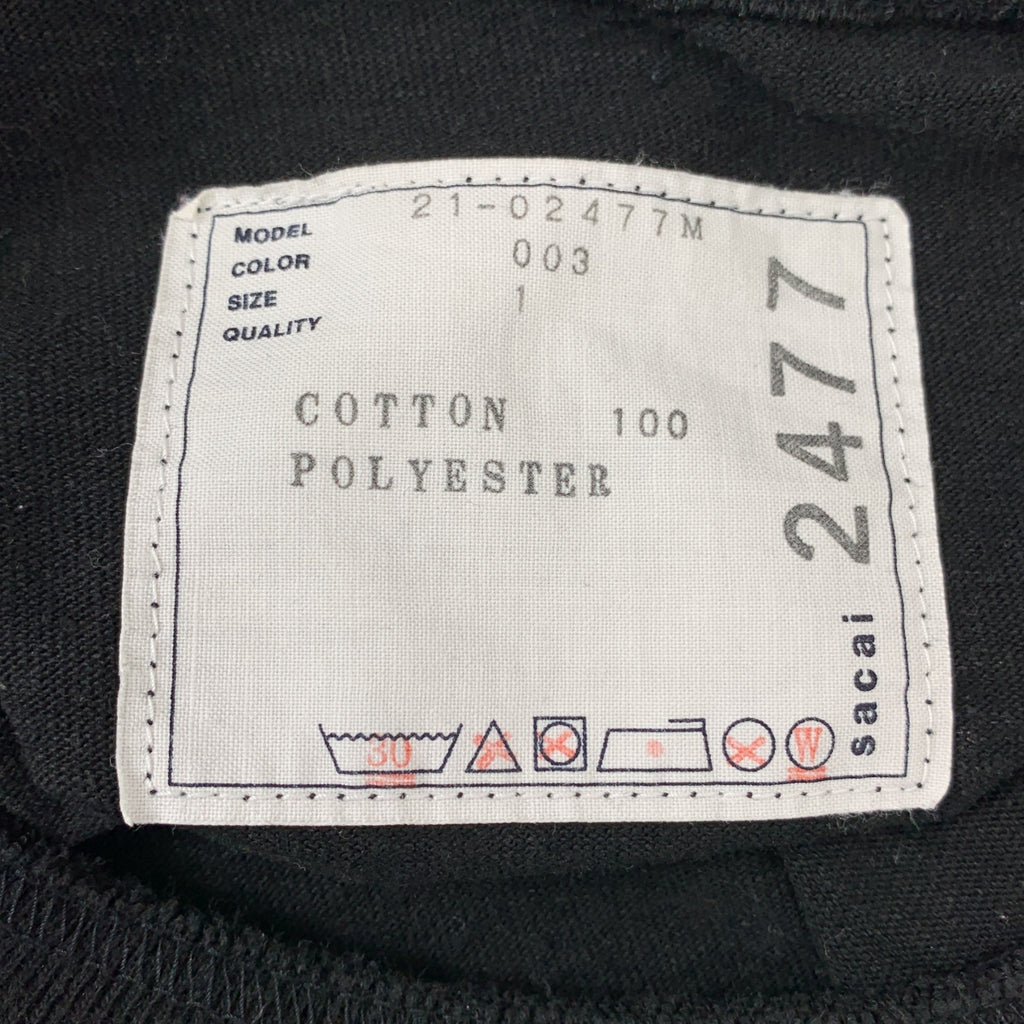 MODEL 21-02477M
COLOR 003
SIZE 1
QUALITY
COTTON 100
POLYESTER
30
W
sacai 2477